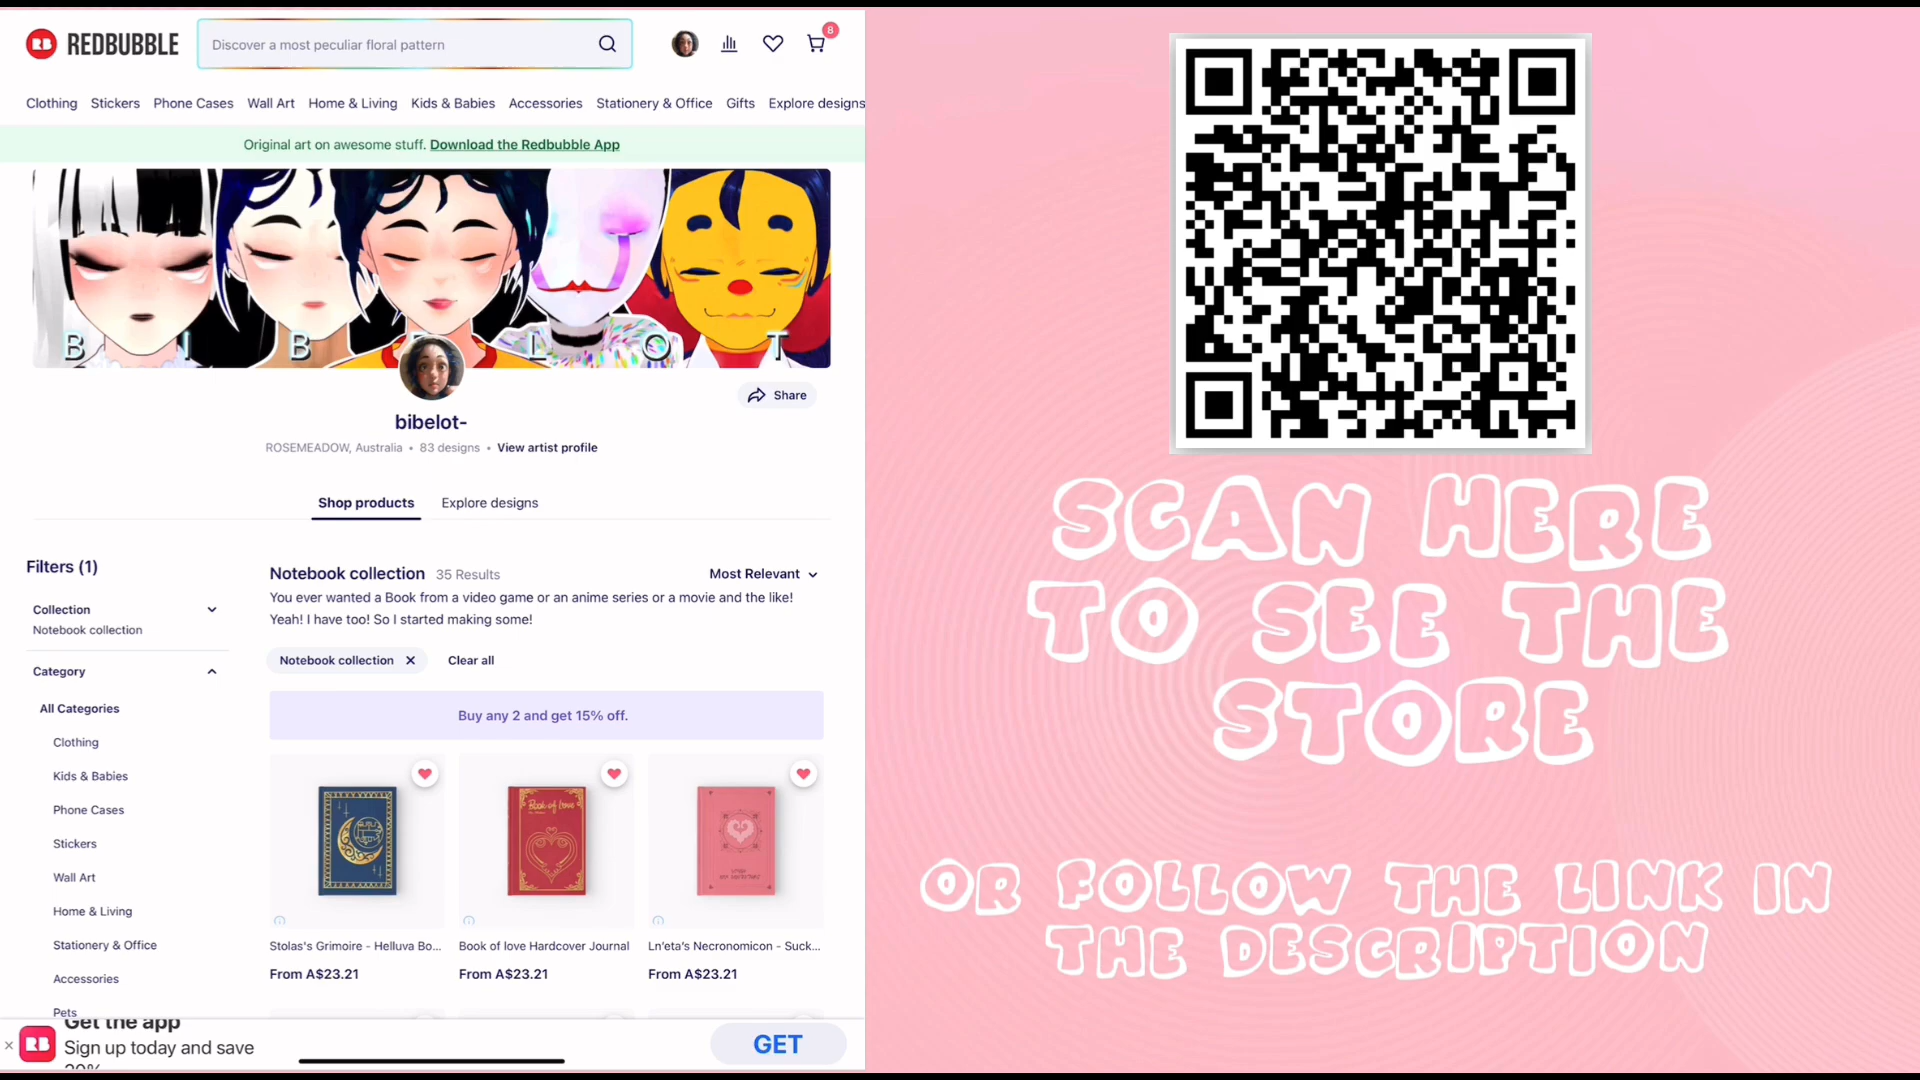 RB REDBUBBLE
Discover a most peculiar floral pattern
8
Clothing Stickers Phone Cases Wall Art Home & Living Kids & Babies Accessories Stationery & Office Gifts Explore designs
Original art on awesome stuff. Download the Redbubble App
B I B E L O T
Share
bibelot-
ROSEMEADOW, Australia • 83 designs • View artist profile
Shop products Explore designs
Filters (1)
Collection
Notebook collection
Category
All Categories
Clothing
Kids & Babies
Phone Cases
Stickers
Wall Art
Home & Living
Stationery & Office
Accessories
Pets
Notebook collection 35 Results
Most Relevant
You ever wanted a Book from a video game or an anime series or a movie and the like!
Yeah! I have too! So I started making some!
Notebook collection Clear all
Buy any 2 and get 15% off.
Book of love
Stolas's Grimoire - Helluva Bo... Book of love Hardcover Journal Ln'eta's Necronomicon - Suck...
From A$23.21 From A$23.21 From A$23.21
RB
Get the app
Sign up today and save
20%
GET
SCAN HERE
TO SEE THE
STORE
OR FOLLOW THE LINK IN
THE DESCRIPTION